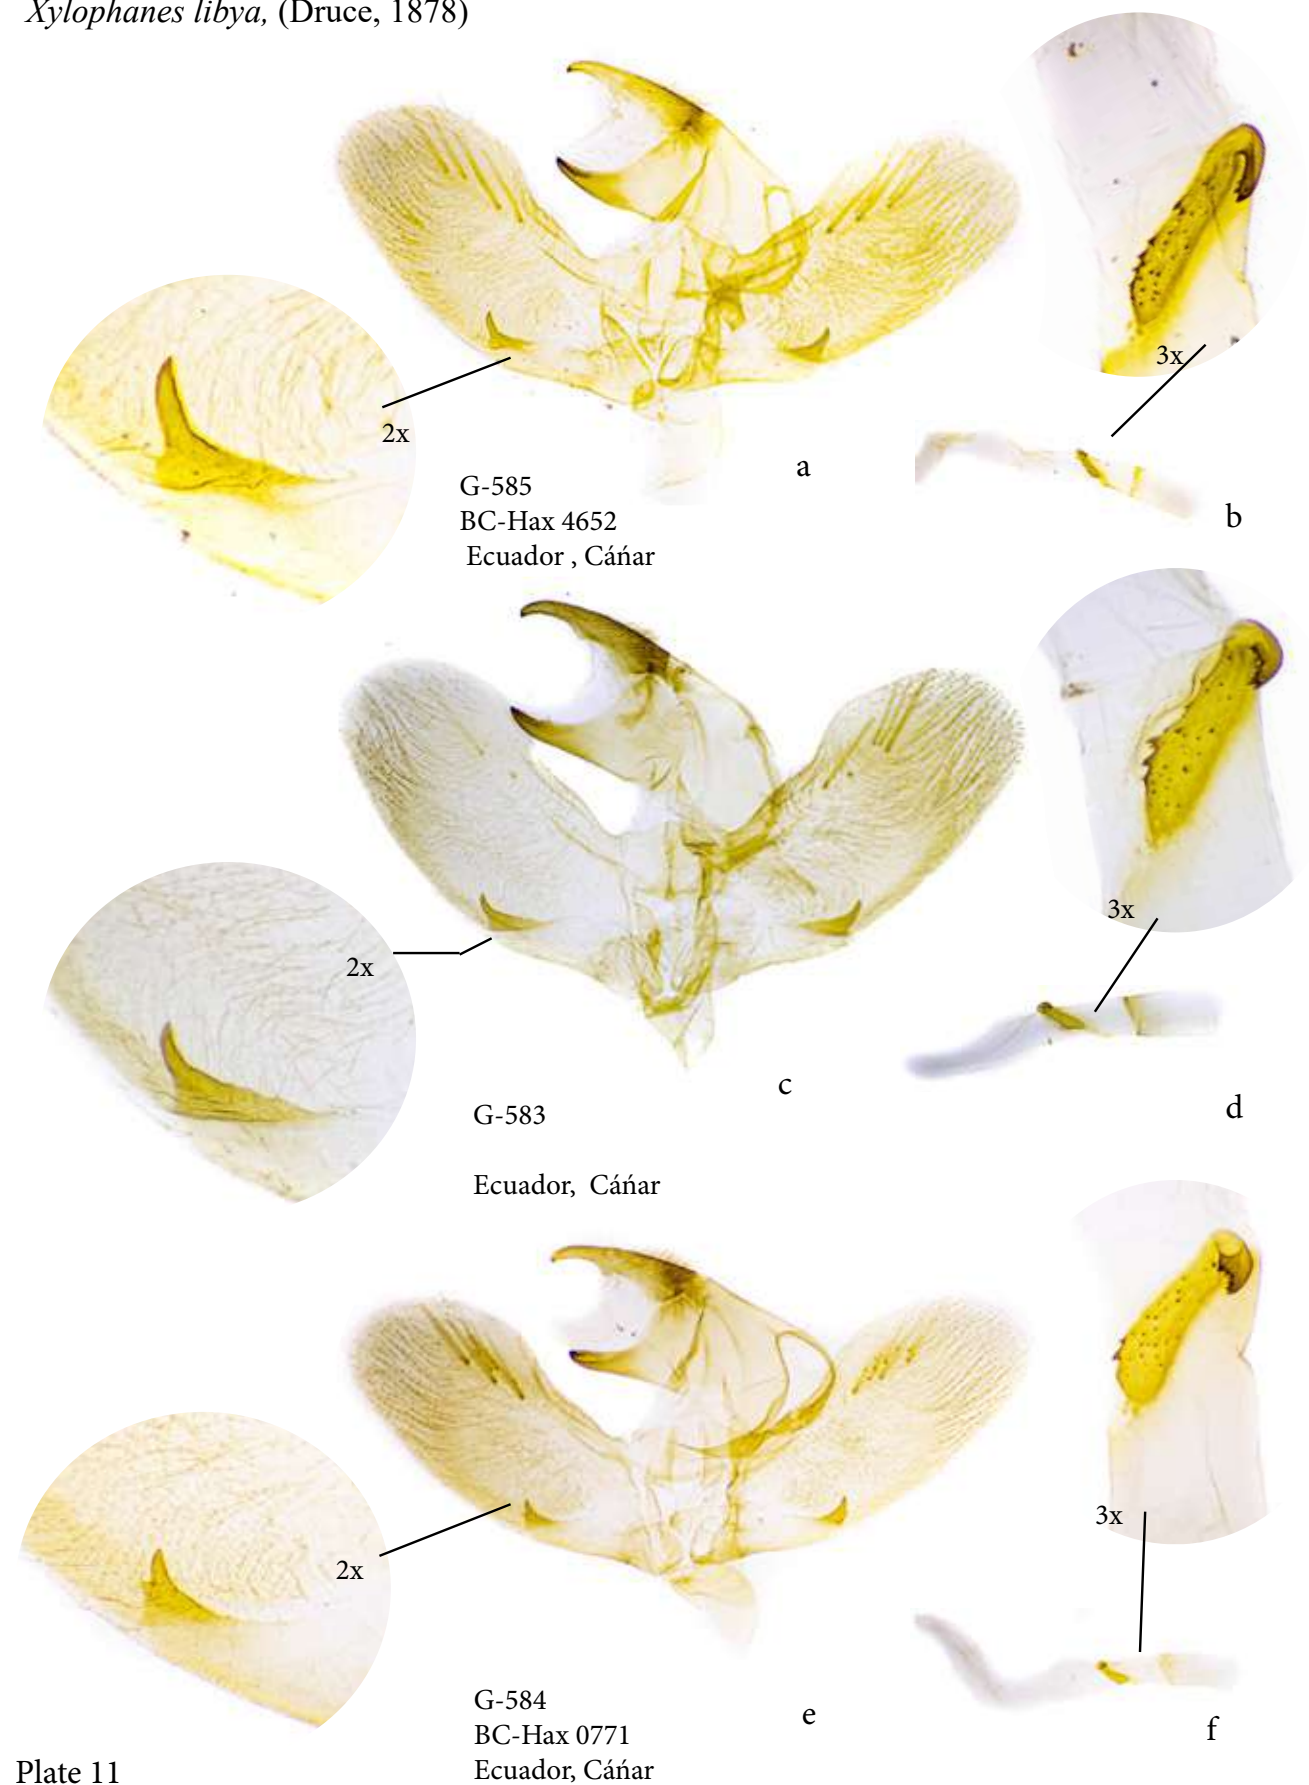 Xylophanes libya, (Druce, 1878)
3x
2x
a
G-585
BC-Hax 4652
Ecuador , Cáńar
b
3x
2x
c
d
G-583
Ecuador, Cáńar
3x
2x
e
f
G-584
BC-Hax 0771
Ecuador, Cáńar
Plate 11